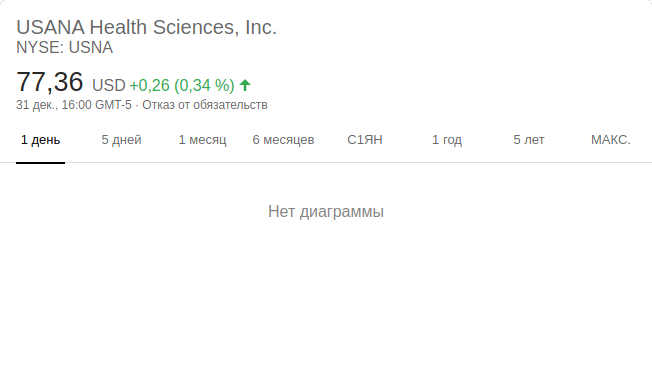 USANA Health Sciences, Inc.
NYSE: USNA
77,36 USD +0,26 (0,34 %)
31 дек., 16:00 GMT-5 · Отказ от обязательств
1 день 5 дней 1 месяц 6 месяцев С1ЯН 1 год 5 лет МАКС.
Нет диаграммы